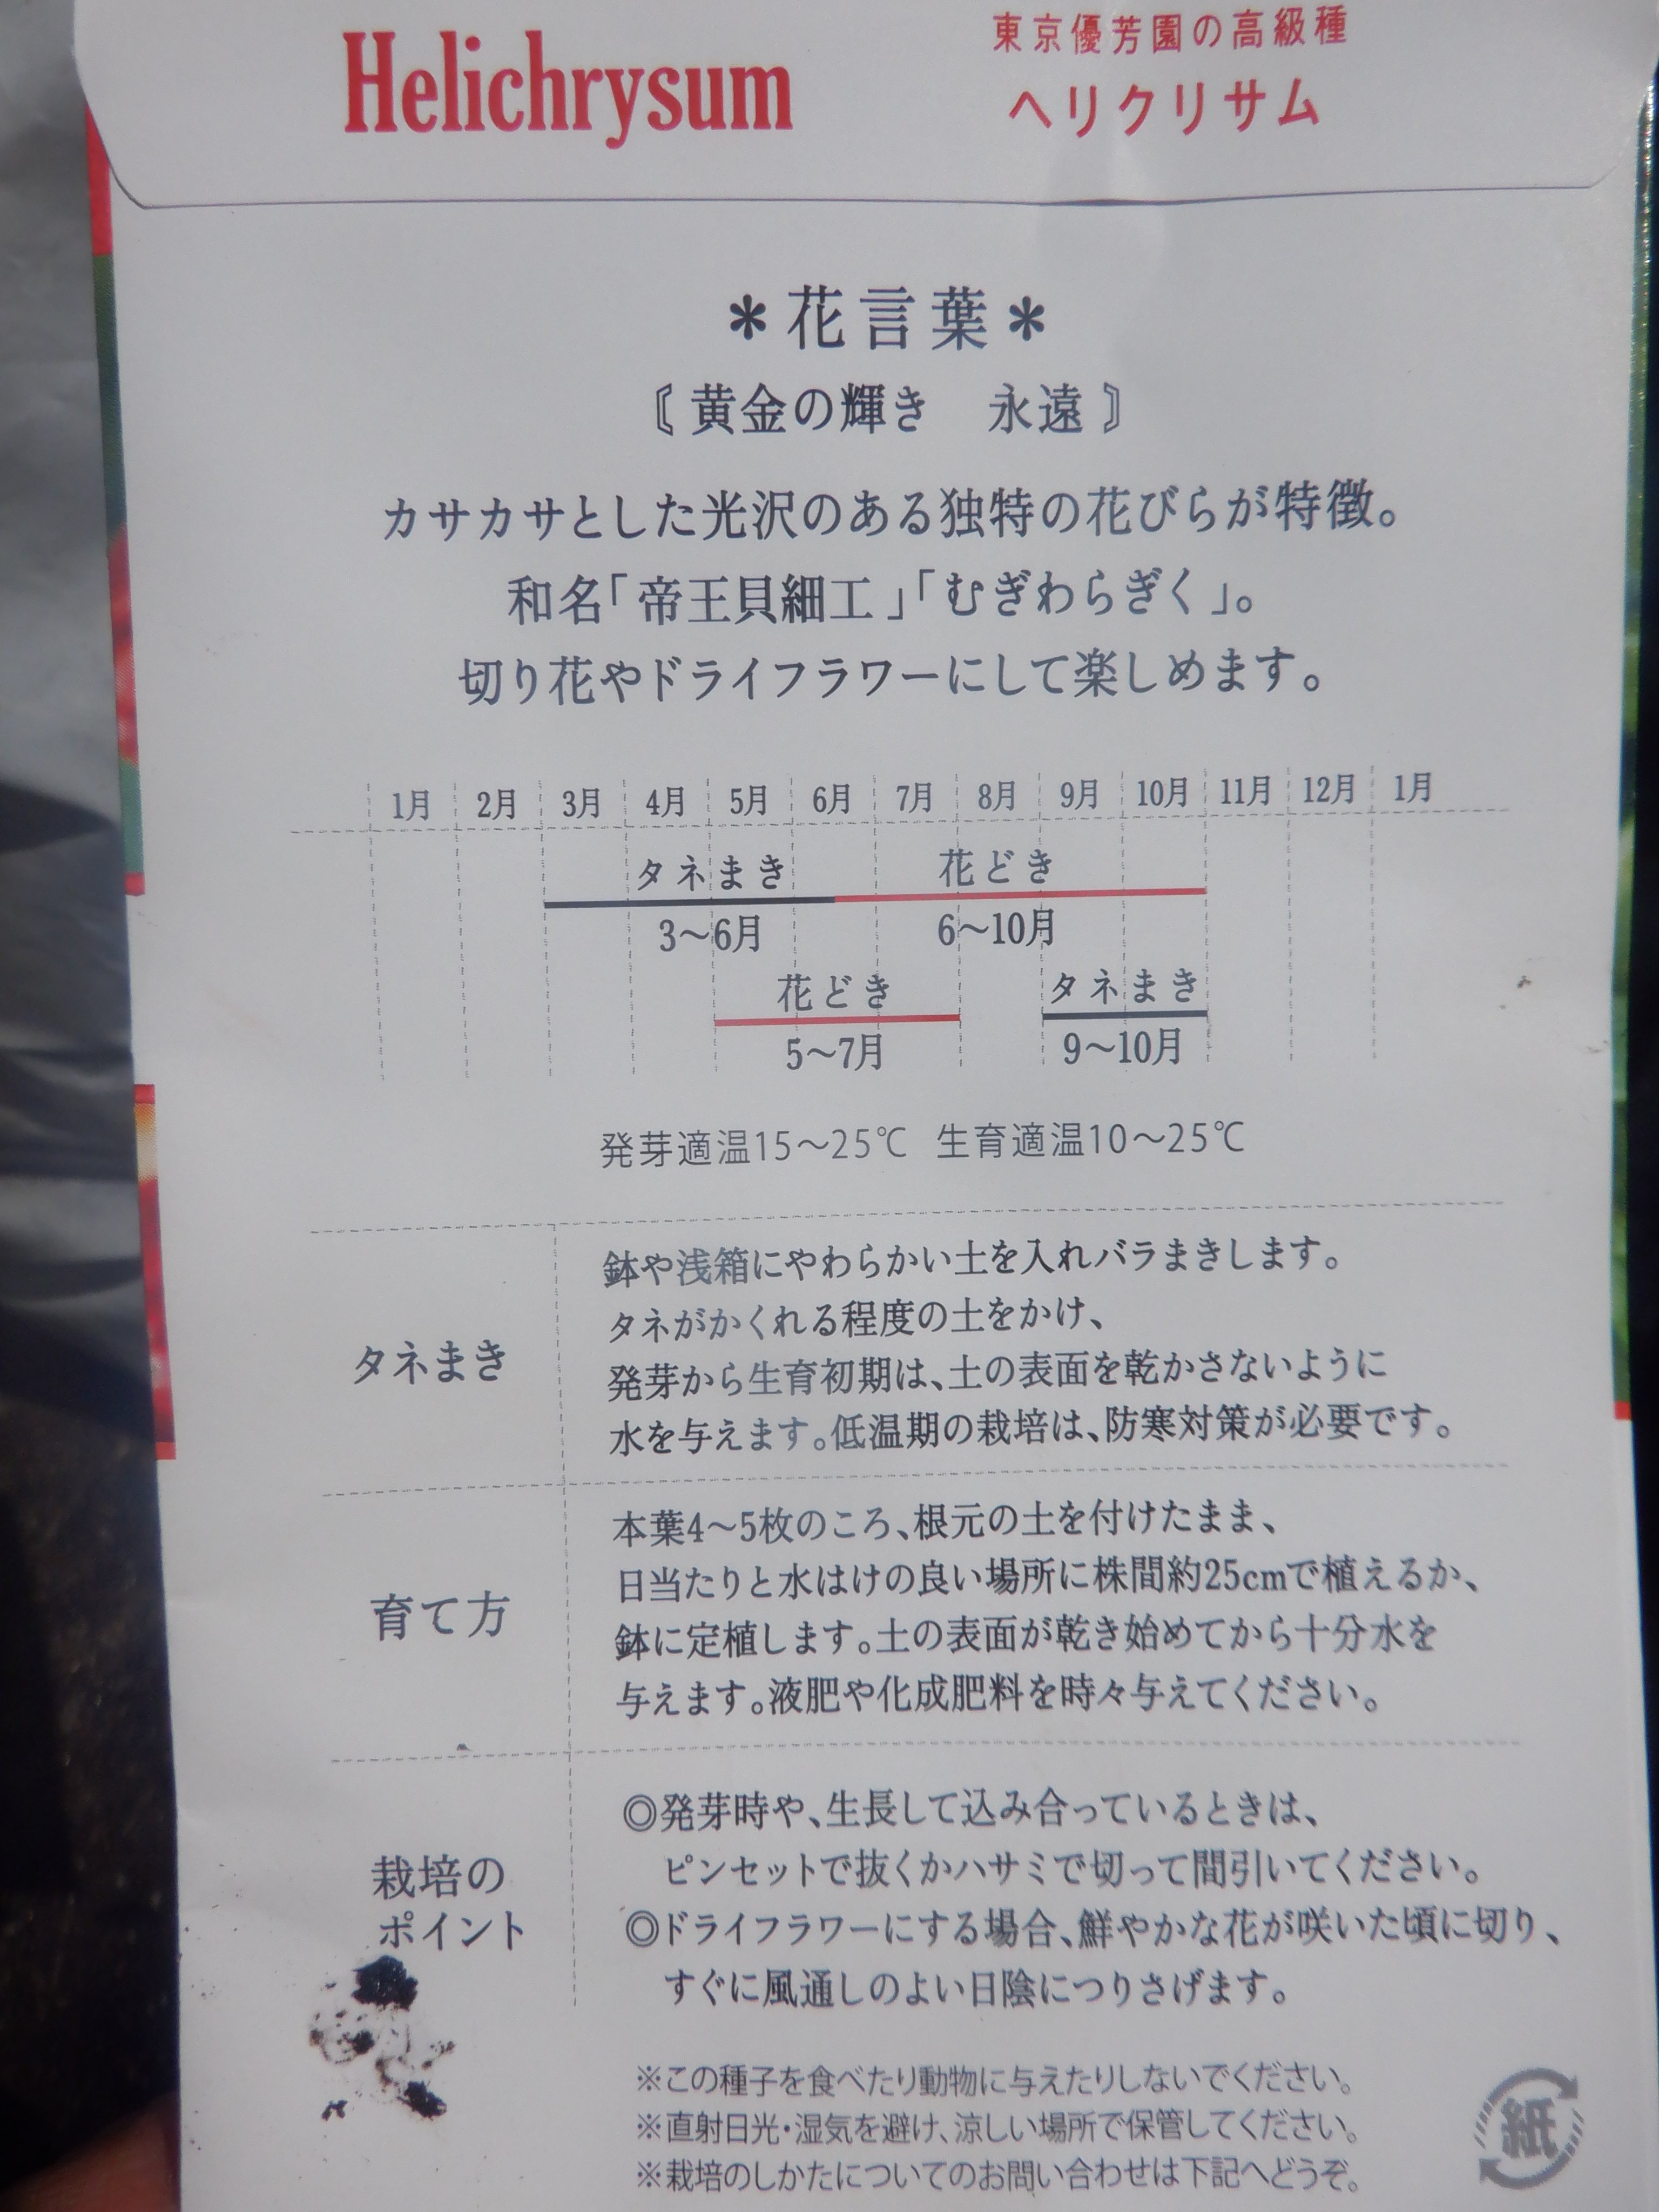 Helichrysum
東京優芳園の高級種
ヘリクリサム
＊花言葉＊
〘黄金の輝き　永遠〙
カサカサとした光沢のある独特の花びらが特徴。
和名「帝王貝細工」「むぎわらぎく」。
切り花やドライフラワーにして楽しめます。
1月 2月 3月 4月 5月 6月 7月 8月 9月 10月 11月 12月 1月
タネまき 花どき
3〜6月 6〜10月
花どき タネまき
5〜7月 9〜10月
発芽適温15〜25℃ 生育適温10〜25℃
タネまき
鉢や浅箱にやわらかい土を入れバラまきします。
タネがかくれる程度の土をかけ、
発芽から生育初期は、土の表面を乾かさないように
水を与えます。低温期の栽培は、防寒対策が必要です。
育て方
本葉4〜5枚のころ、根元の土を付けたまま、
日当たりと水はけの良い場所に株間約25cmで植えるか、
鉢に定植します。土の表面が乾き始めてから十分水を
与えます。液肥や化成肥料を時々与えてください。
栽培の
ポイント
◎発芽時や、生長して込み合っているときは、
ピンセットで抜くかハサミで切って間引いてください。
◎ドライフラワーにする場合、鮮やかな花が咲いた頃に切り、
すぐに風通しのよい日陰につりさげます。
※この種子を食べたり動物に与えたりしないでください。
※直射日光・湿気を避け、涼しい場所で保管してください。
※栽培のしかたについてのお問い合わせは下記へどうぞ。
紙